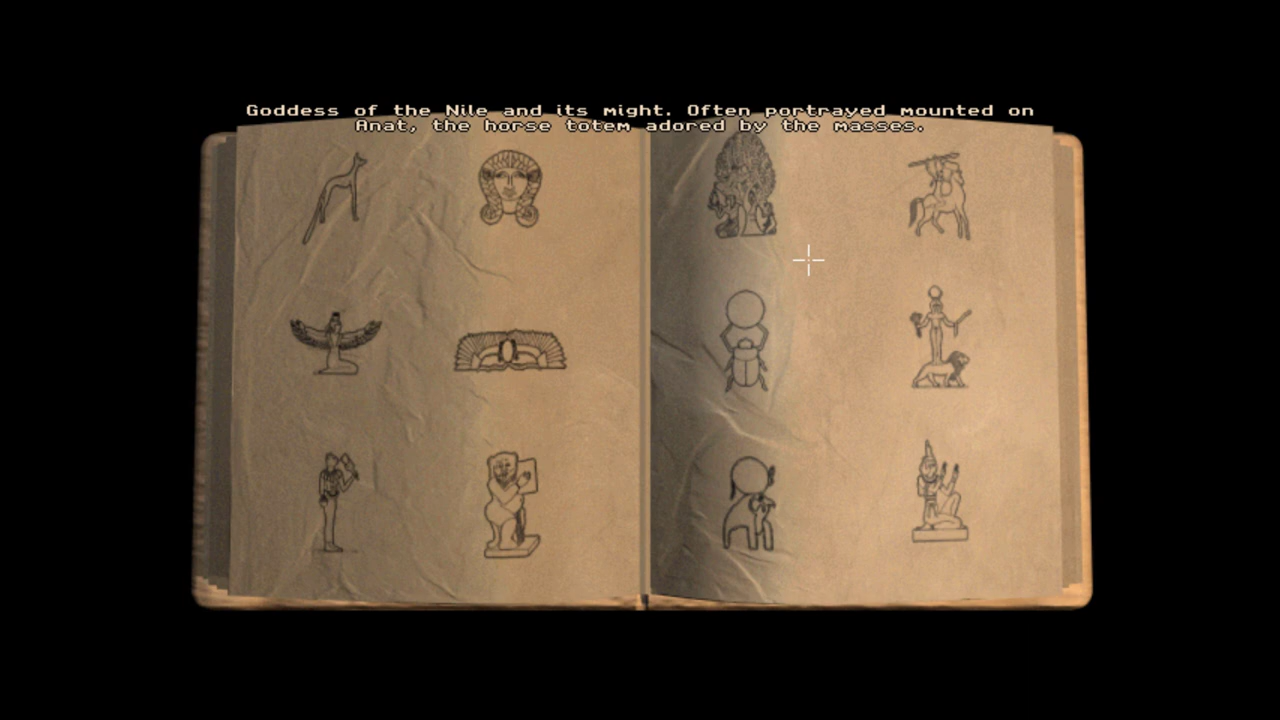 Goddess of the Nile and its might. Often portrayed mounted on
Anat, the horse totem adored by the masses.